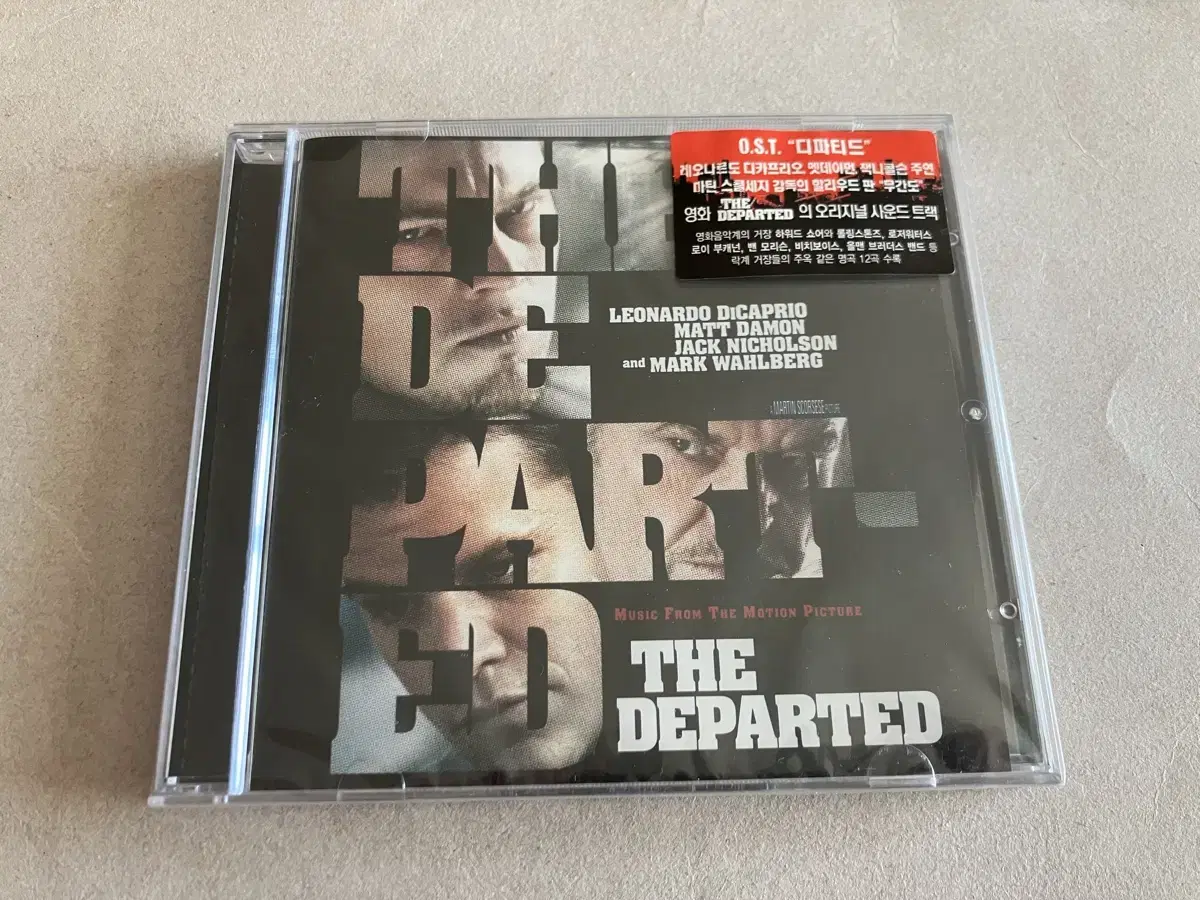 THE
DE
PART-
ED
O.S.T. "디파티드"
레오나르도 디카프리오, 멧데이먼, 잭니콜슨 주연
마틴 스콜세지 감독의 할리우드 판 "무간도"
영화 THE DEPARTED 의 오리지널 사운드 트랙
영화음악계의 거장 하워드 쇼어와 롤링스톤즈, 로저워터스
로이 부캐넌, 밴 모리슨, 비치보이스, 올맨 브러더스 밴드 등
락계 거장들의 주옥 같은 명곡 12곡 수록
LEONARDO DiCAPRIO
MATT DAMON
JACK NICHOLSON
and MARK WAHLBERG
A MARTIN SCORSESE PICTURE
MUSIC FROM THE MOTION PICTURE
THE
DEPARTED